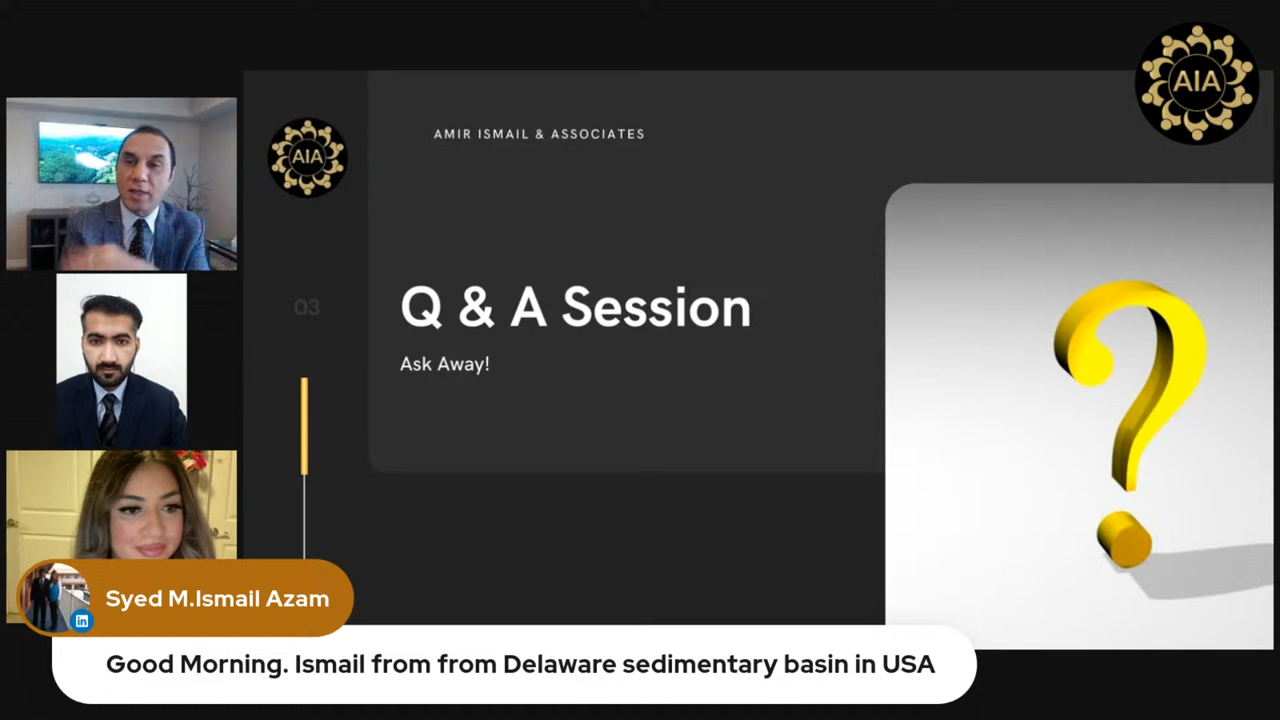 AIA
AIA
AMIR ISMAIL & ASSOCIATES
03
Q & A Session
Ask Away!
in
Syed M.Ismail Azam
Good Morning. Ismail from from Delaware sedimentary basin in USA